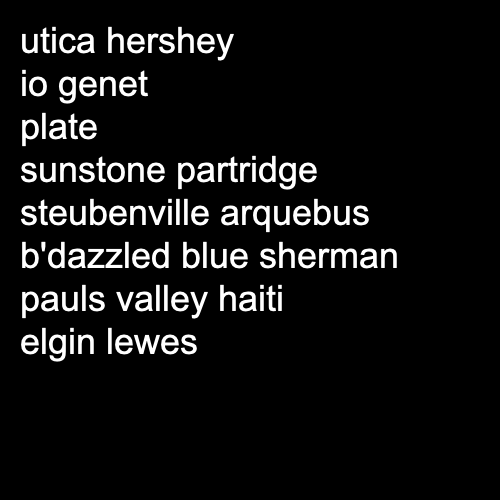 utica hershey
io genet
plate
sunstone partridge
steubenville arquebus
b'dazzled blue sherman
pauls valley haiti
elgin lewes